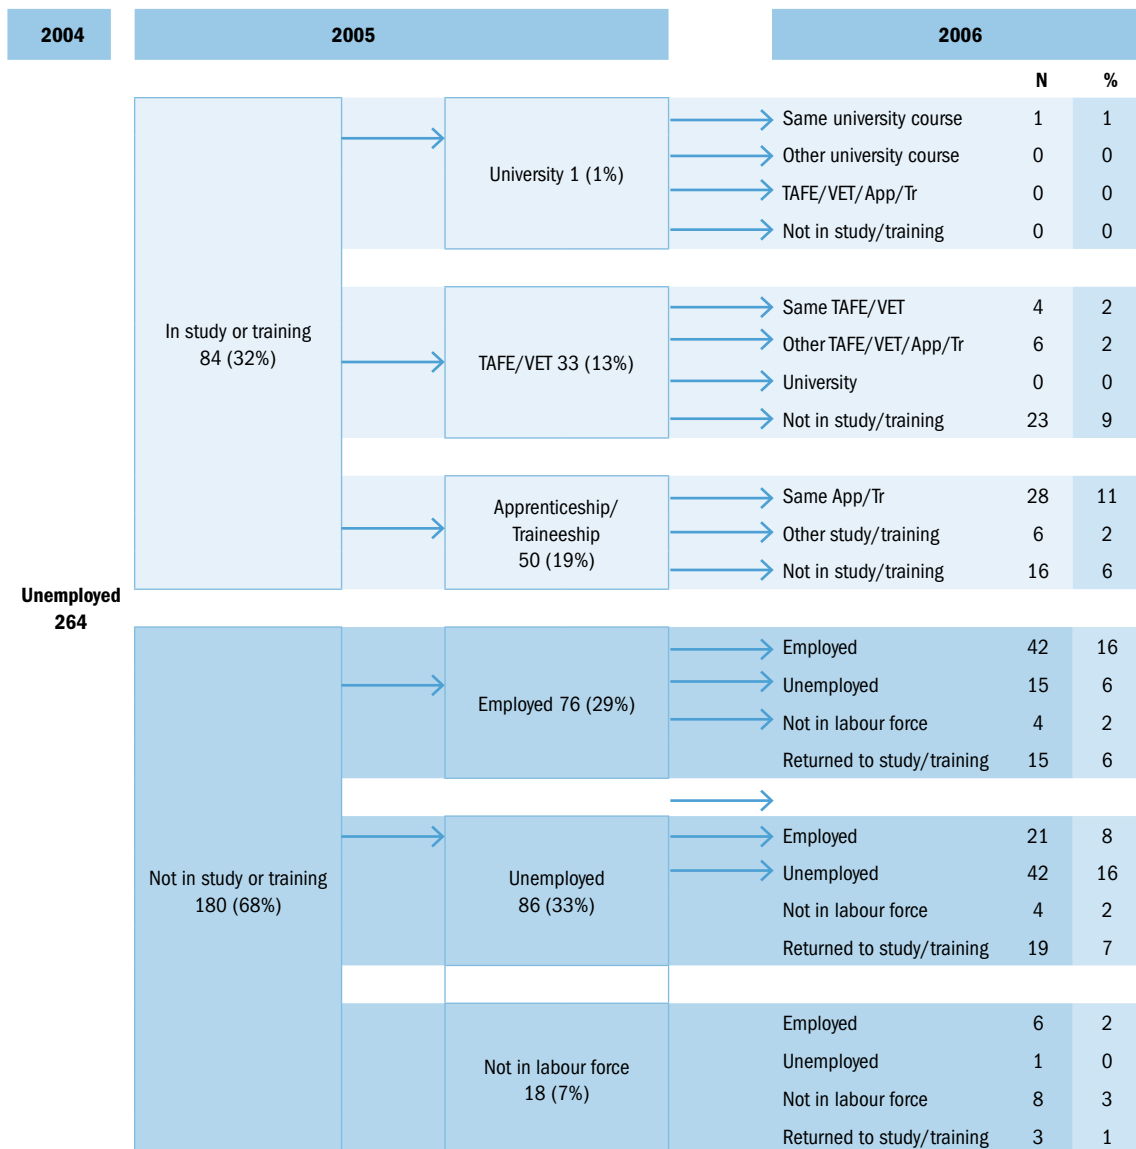 2004 2005 2006
N %
Same university course 1 1
Other university course 0 0
University 1 (1%)
TAFE/VET/App/Tr 0 0
Not in study/training 0 0
In study or training
84 (32%)
TAFE/VET 33 (13%)
Same TAFE/VET 4 2
Other TAFE/VET/App/Tr 6 2
University 0 0
Not in study/training 23 9
Apprenticeship/
Traineeship
50 (19%)
Same App/Tr 28 11
Other study/training 6 2
Not in study/training 16 6
Unemployed
264
Employed 76 (29%)
Employed 42 16
Unemployed 15 6
Not in labour force 4 2
Returned to study/training 15 6
Not in study or training
180 (68%)
Unemployed
86 (33%)
Employed 21 8
Unemployed 42 16
Not in labour force 4 2
Returned to study/training 19 7
Not in labour force
18 (7%)
Employed 6 2
Unemployed 1 0
Not in labour force 8 3
Returned to study/training 3 1